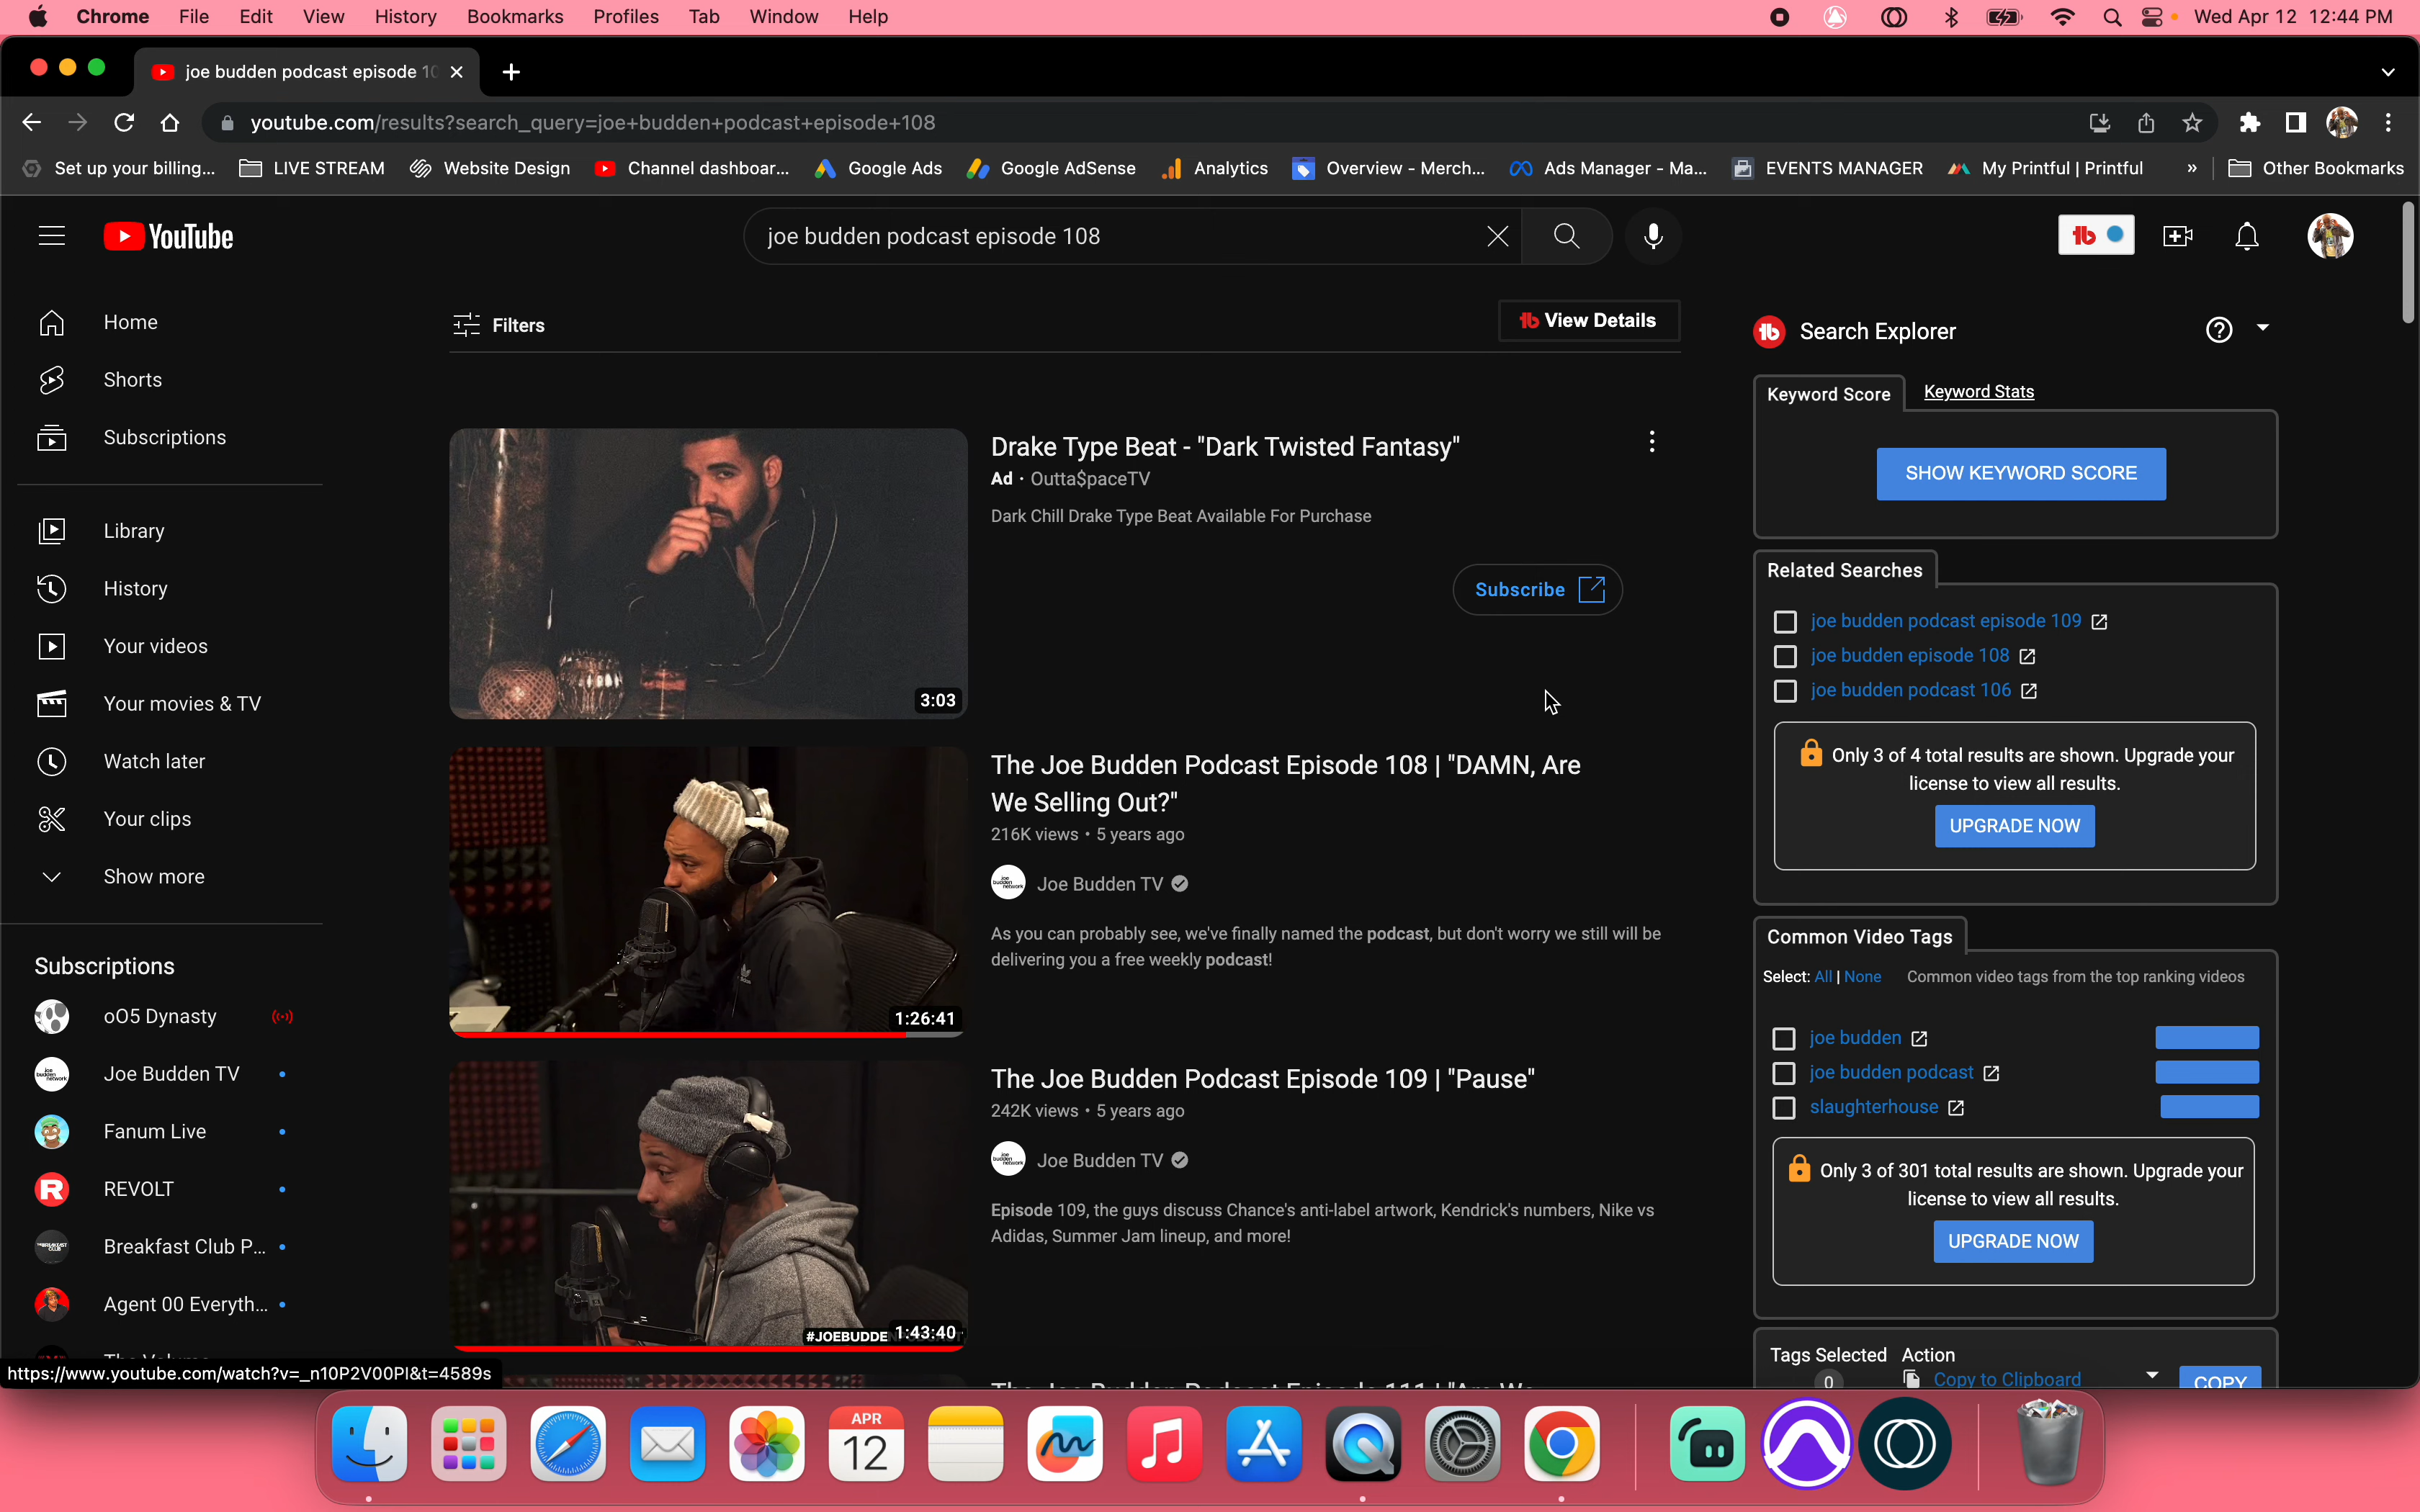 Chrome File Edit View History Bookmarks Profiles Tab Window Help Wed Apr 12 12:44 PM
joe budden podcast episode 10
youtube.com/results?search_query=joe+budden+podcast+episode+108
Set up your billing... LIVE STREAM Website Design Channel dashboar... Google Ads Google AdSense Analytics Overview - Merch... Ads Manager - Ma... EVENTS MANAGER My Printful | Printful » Other Bookmarks
YouTube
joe budden podcast episode 108
Home
Shorts
Subscriptions
Library
History
Your videos
Your movies & TV
Watch later
Your clips
Show more
Subscriptions
oO5 Dynasty
Joe Budden TV
Fanum Live
REVOLT
Breakfast Club P...
Agent 00 Everyth...
https://www.youtube.com/watch?v=_n10P2V00PI&t=4589s
Filters
View Details
3:03
Drake Type Beat - "Dark Twisted Fantasy"
Ad · Outta$paceTV
Dark Chill Drake Type Beat Available For Purchase
Subscribe
1:26:41
The Joe Budden Podcast Episode 108 | "DAMN, Are
We Selling Out?"
216K views • 5 years ago
Joe Budden TV
As you can probably see, we've finally named the podcast, but don't worry we still will be
delivering you a free weekly podcast!
#JOEBUDDE 1:43:40
The Joe Budden Podcast Episode 109 | "Pause"
242K views • 5 years ago
Joe Budden TV
Episode 109, the guys discuss Chance's anti-label artwork, Kendrick's numbers, Nike vs
Adidas, Summer Jam lineup, and more!
Search Explorer
Keyword Score Keyword Stats
SHOW KEYWORD SCORE
Related Searches
joe budden podcast episode 109
joe budden episode 108
joe budden podcast 106
Only 3 of 4 total results are shown. Upgrade your
license to view all results.
UPGRADE NOW
Common Video Tags
Select: All | None Common video tags from the top ranking videos
joe budden
joe budden podcast
slaughterhouse
Only 3 of 301 total results are shown. Upgrade your
license to view all results.
UPGRADE NOW
Tags Selected Action
0 Copy to Clipboard COPY
APR
12